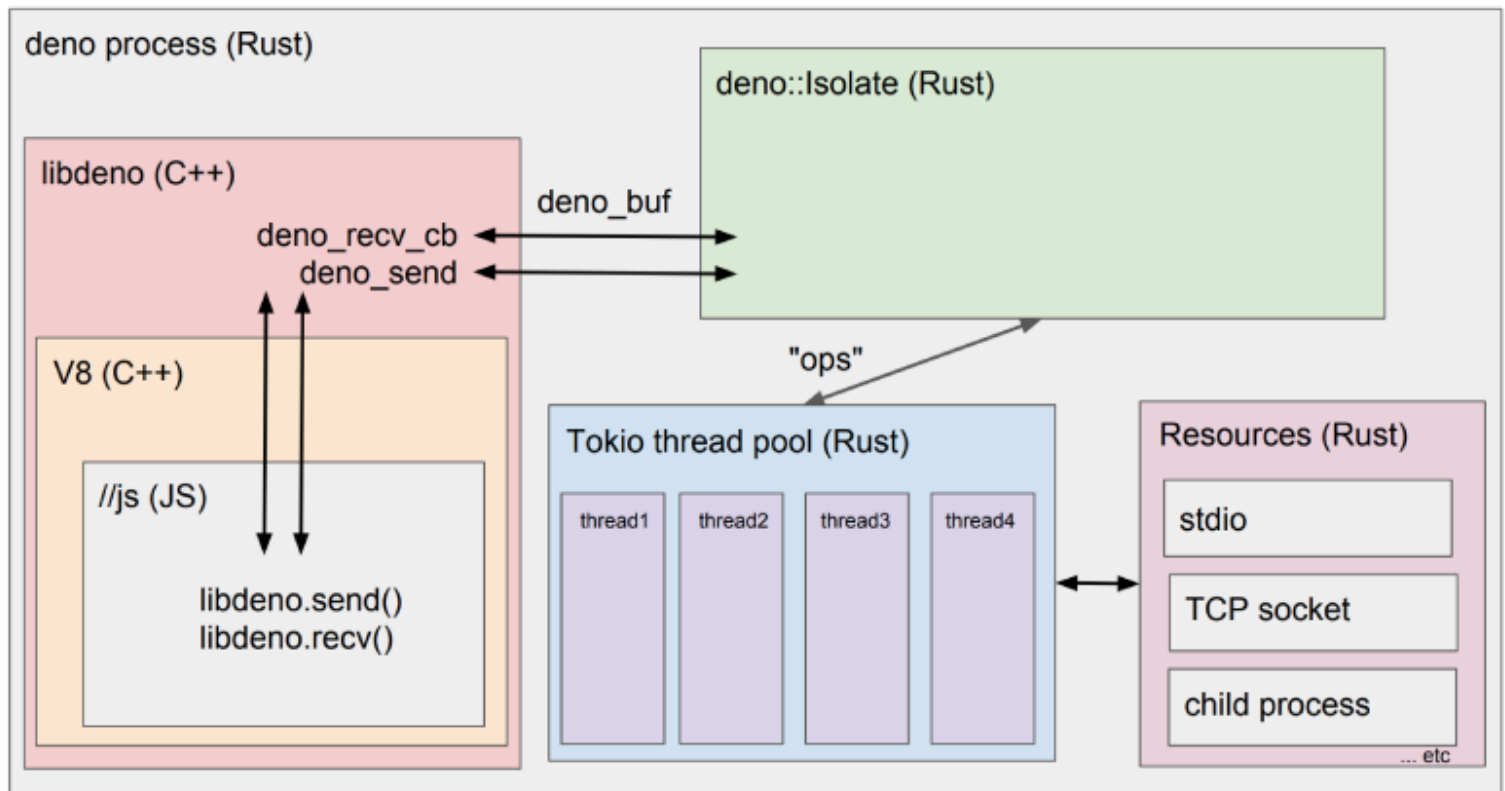 deno process (Rust)
deno::Isolate (Rust)
libdeno (C++)
deno_buf
deno_recv_cb
deno_send
V8 (C++)
"ops"
//js (JS)
libdeno.send()
libdeno.recv()
Tokio thread pool (Rust)
thread1
thread2
thread3
thread4
Resources (Rust)
stdio
TCP socket
child process
... etc